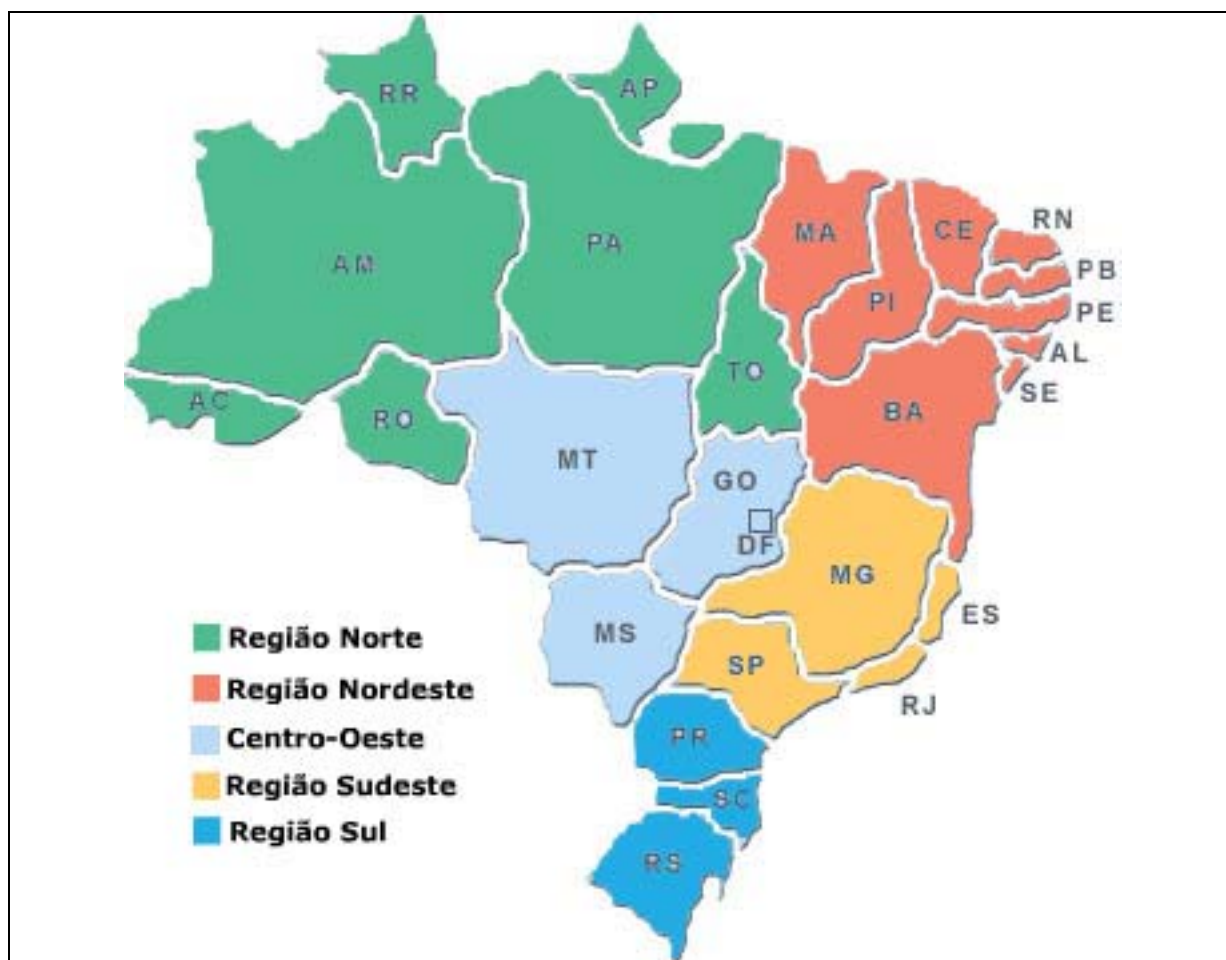 RR
AP
RN
MA
CE
PA
PB
AM
PI
PE
AL
TO
SE
AC
BA
RO
MT
GO
DF
MG
ES
MS
SP
RJ
PR
SC
RS
Região Norte
Região Nordeste
Centro-Oeste
Região Sudeste
Região Sul